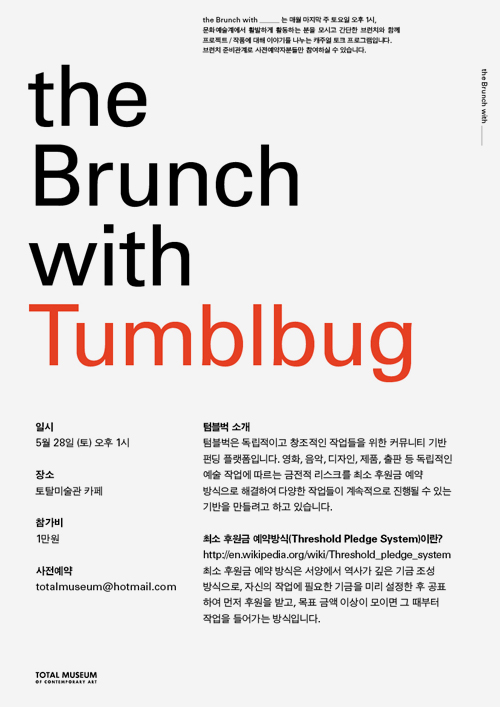 the Brunch with _____ 는 매월 마지막 주 토요일 오후 1시,
문화예술계에서 활발하게 활동하는 분을 모시고 간단한 브런치와 함께
프로젝트 / 작품에 대해 이야기를 나누는 캐주얼 토크 프로그램입니다.
브런치 준비관계로 사전예약자분들만 참여하실 수 있습니다.
the Brunch with _____
the
Brunch
with
Tumblbug
일시
5월 28일 (토) 오후 1시
장소
토탈미술관 카페
참가비
1만원
사전예약
totalmuseum@hotmail.com
텀블벅 소개
텀블벅은 독립적이고 창조적인 작업들을 위한 커뮤니티 기반
펀딩 플랫폼입니다. 영화, 음악, 디자인, 제품, 출판 등 독립적인
예술 작업에 따르는 금전적 리스크를 최소 후원금 예약
방식으로 해결하여 다양한 작업들이 계속적으로 진행될 수 있는
기반을 만들려고 하고 있습니다.
최소 후원금 예약방식(Threshold Pledge System)이란?
http://en.wikipedia.org/wiki/Threshold_pledge_system
최소 후원금 예약 방식은 서양에서 역사가 깊은 기금 조성
방식으로, 자신의 작업에 필요한 기금을 미리 설정한 후 공표
하여 먼저 후원을 받고, 목표 금액 이상이 모이면 그 때부터
작업을 들어가는 방식입니다.
TOTAL MUSEUM
OF CONTEMPORARY ART